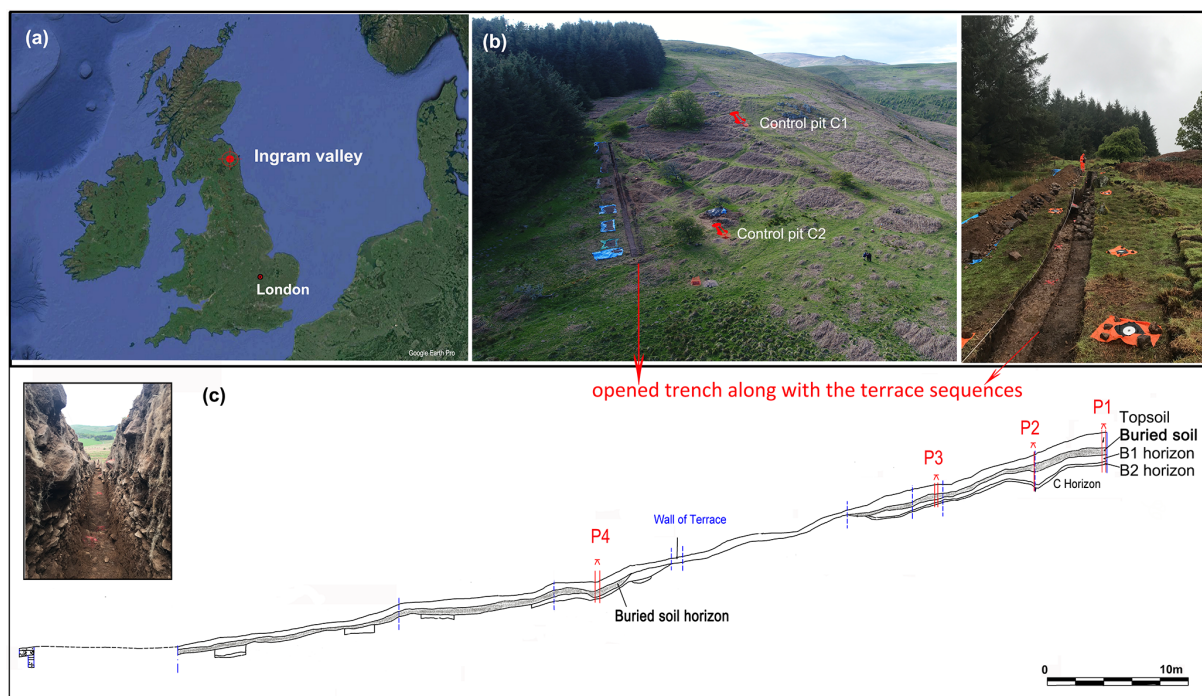 (a)
Ingram valley
London
Google Earth Pro
(b)
Control pit C1
Control pit C2
opened trench along with the terrace sequences
(c)
P1
Topsoil
Buried soil
B1 horizon
B2 horizon
P2
C Horizon
P3
Wall of Terrace
P4
Buried soil horizon
0 10m